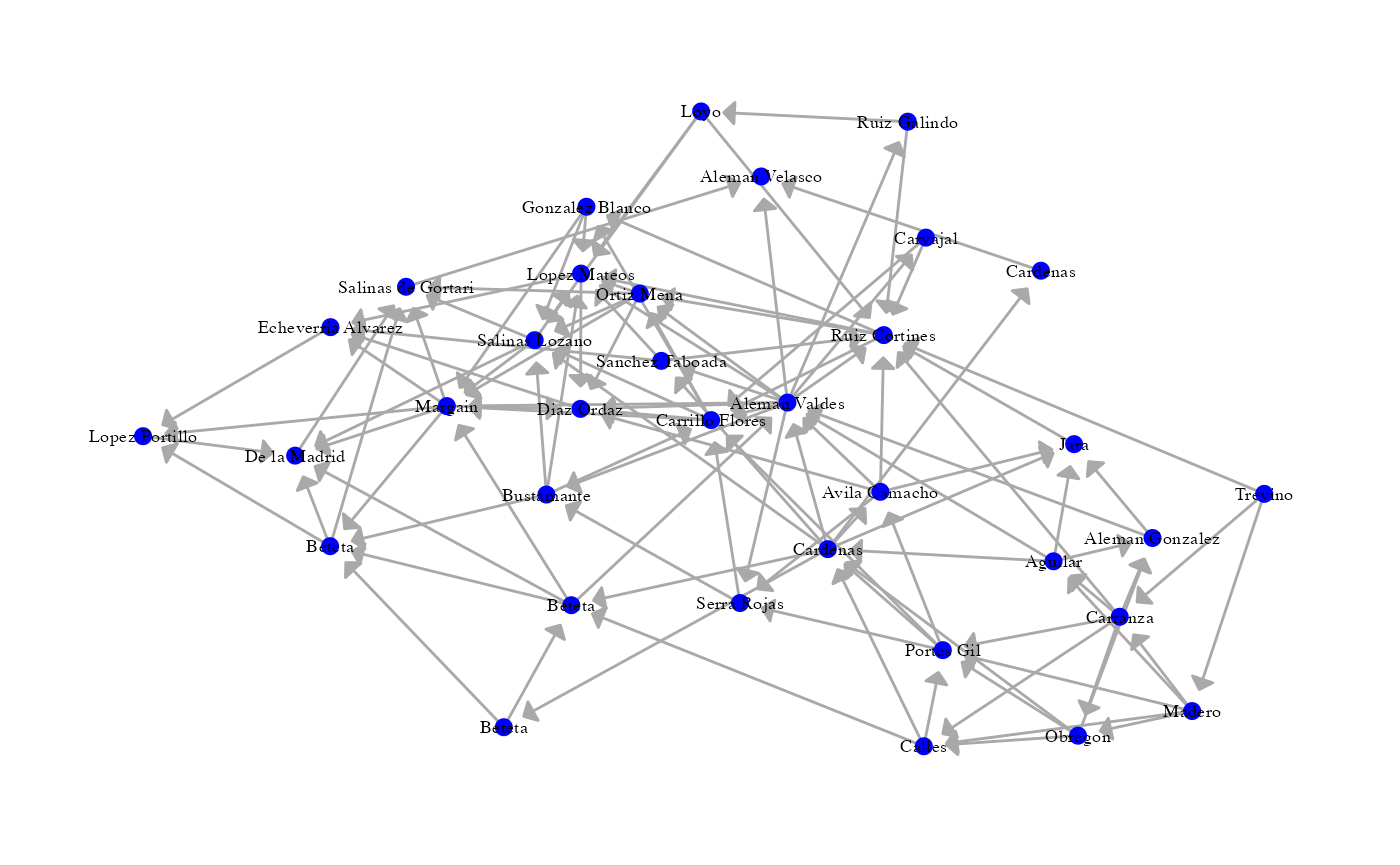 Loyo
Ruiz Galindo
Aleman Velasco
Gonzalez Blanco
Carvajal
Lopez Mateos
Cardenas
Salinas de Gortari
Ortiz Mena
Echeverria Alvarez
Ruiz Cortines
Salinas Lozano
Sanchez Taboada
Margain
Diaz Ordaz
Aleman Valdes
Carrillo Flores
Lopez Portillo
De la Madrid
Jara
Bustamante
Avila Camacho
Trevino
Aleman Gonzalez
Beteta
Cardenas
Aguilar
Beteta
Serra Rojas
Carranza
Portes Gil
Madero
Beteta
Obregon
Calles